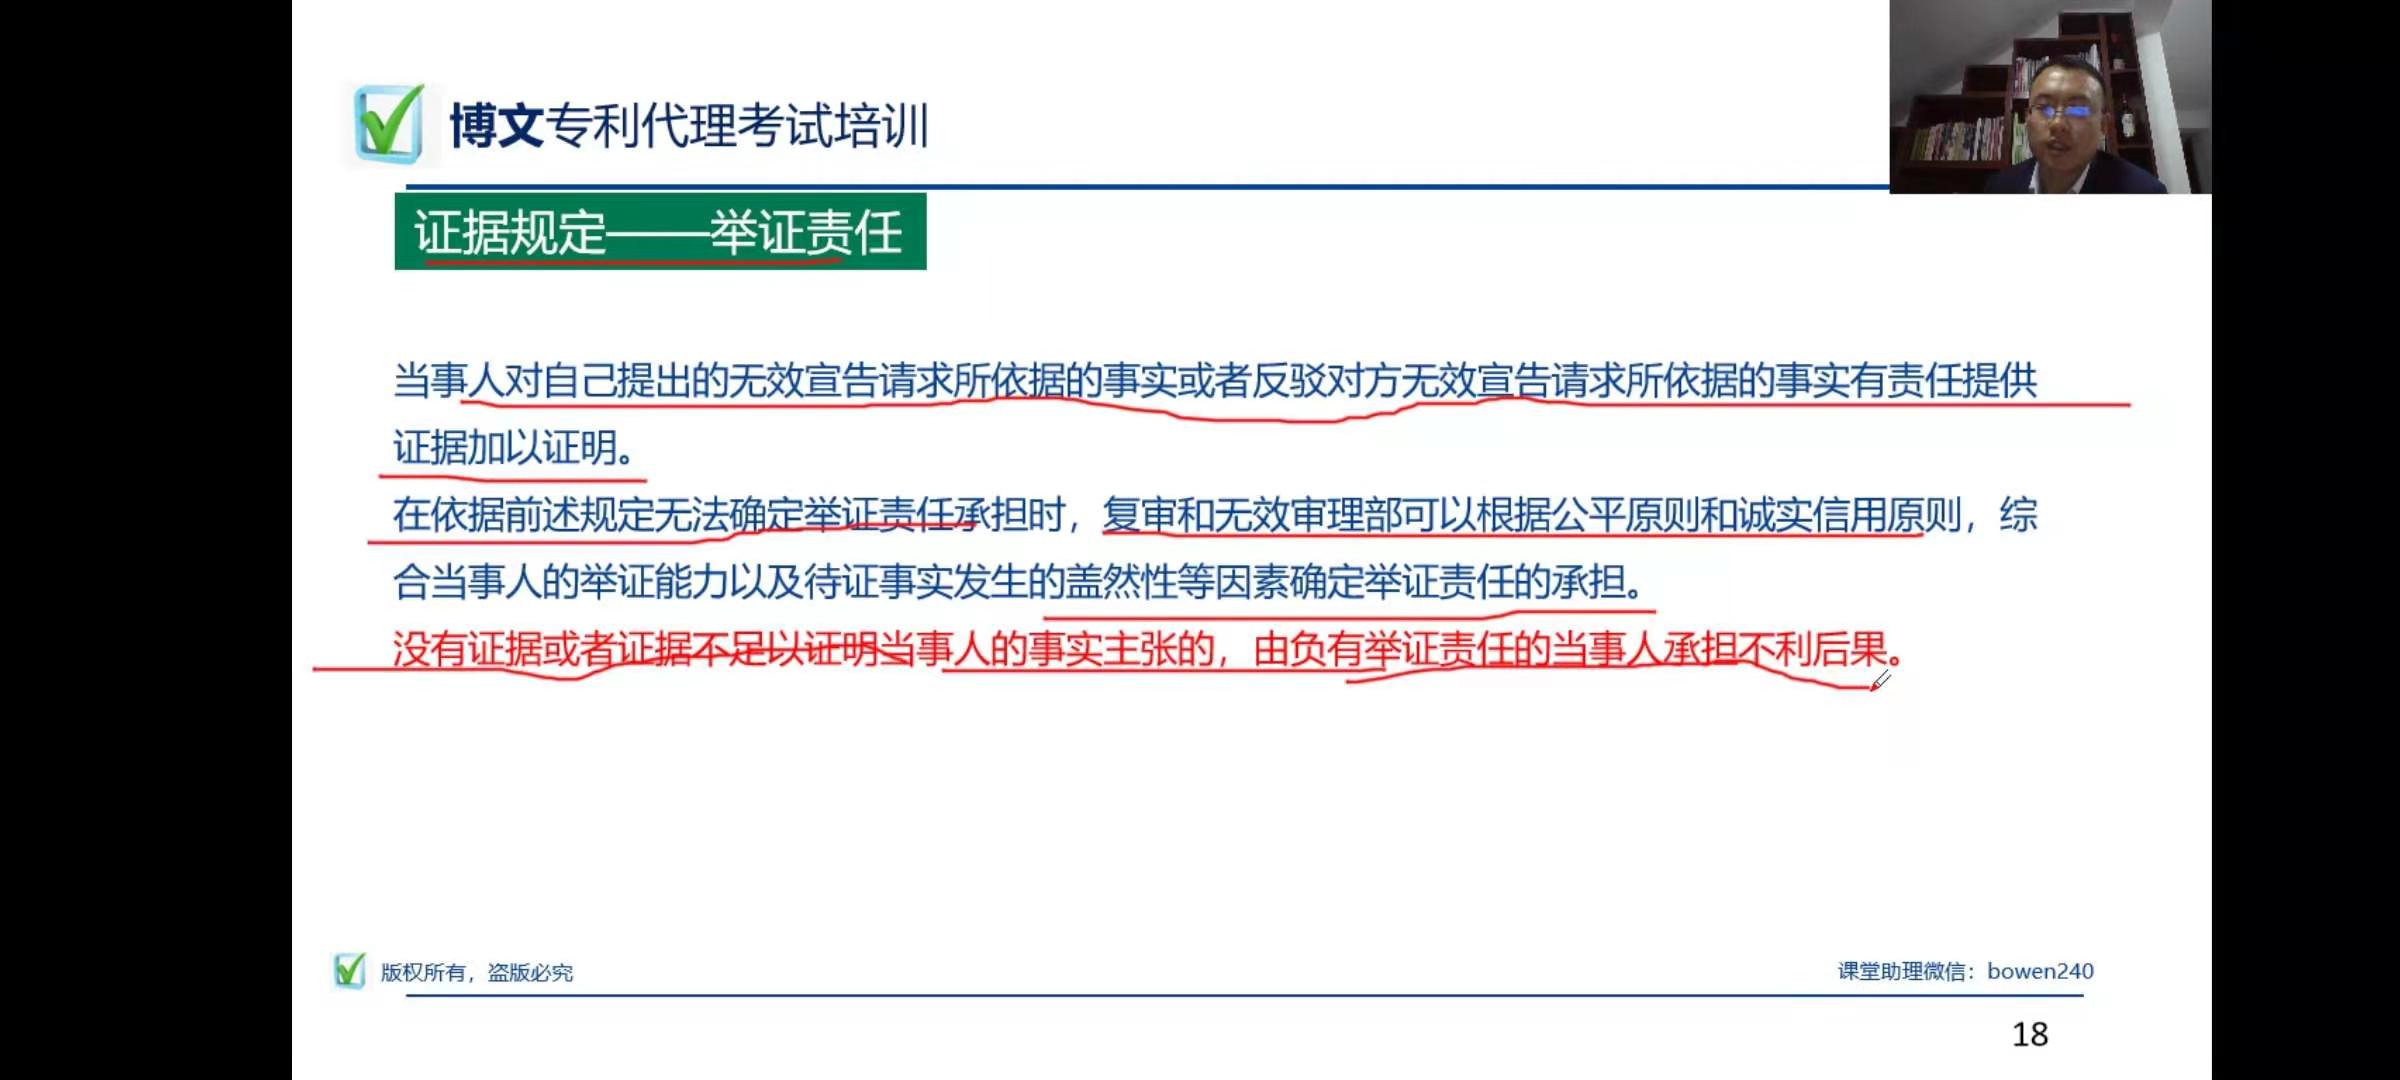 博文专利代理考试培训
证据规定——举证责任
当事人对自己提出的无效宣告请求所依据的事实或者反驳对方无效宣告请求所依据的事实有责任提供
证据加以证明。
在依据前述规定无法确定举证责任承担时，复审和无效审理部可以根据公平原则和诚实信用原则，综
合当事人的举证能力以及待证事实发生的盖然性等因素确定举证责任的承担。
没有证据或者证据不足以证明当事人的事实主张的，由负有举证责任的当事人承担不利后果。
版权所有，盗版必究
课堂助理微信：bowen240
18